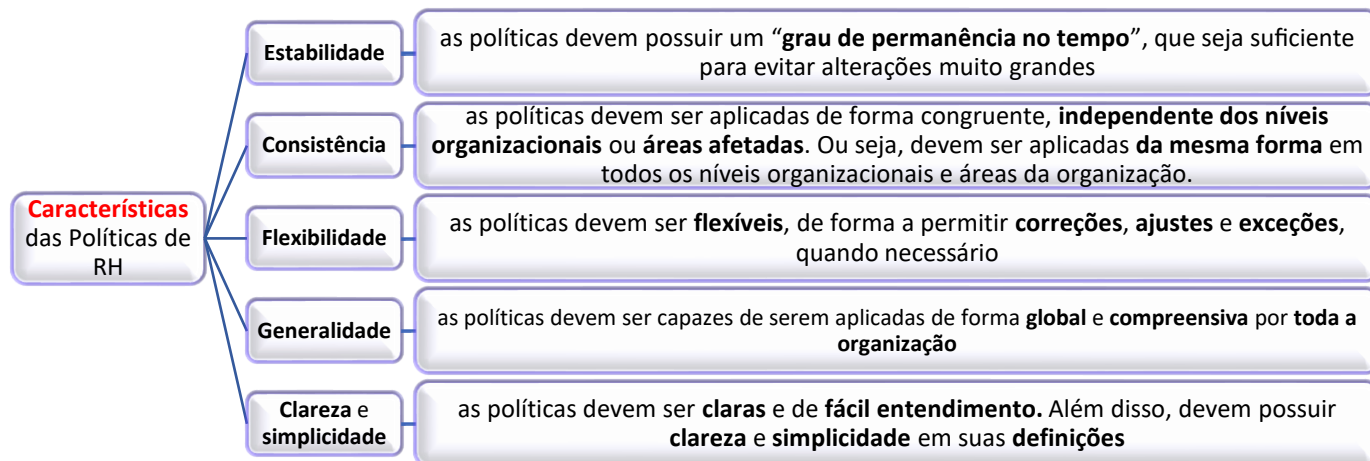 Estabilidade
as políticas devem possuir um “grau de permanência no tempo”, que seja suficiente
para evitar alterações muito grandes
Consistência
as políticas devem ser aplicadas de forma congruente, independente dos níveis
organizacionais ou áreas afetadas. Ou seja, devem ser aplicadas da mesma forma em
todos os níveis organizacionais e áreas da organização.
Características
das Políticas de
RH
Flexibilidade
as políticas devem ser flexíveis, de forma a permitir correções, ajustes e exceções,
quando necessário
Generalidade
as políticas devem ser capazes de serem aplicadas de forma global e compreensiva por toda a
organização
Clareza e
simplicidade
as políticas devem ser claras e de fácil entendimento. Além disso, devem possuir
clareza e simplicidade em suas definições